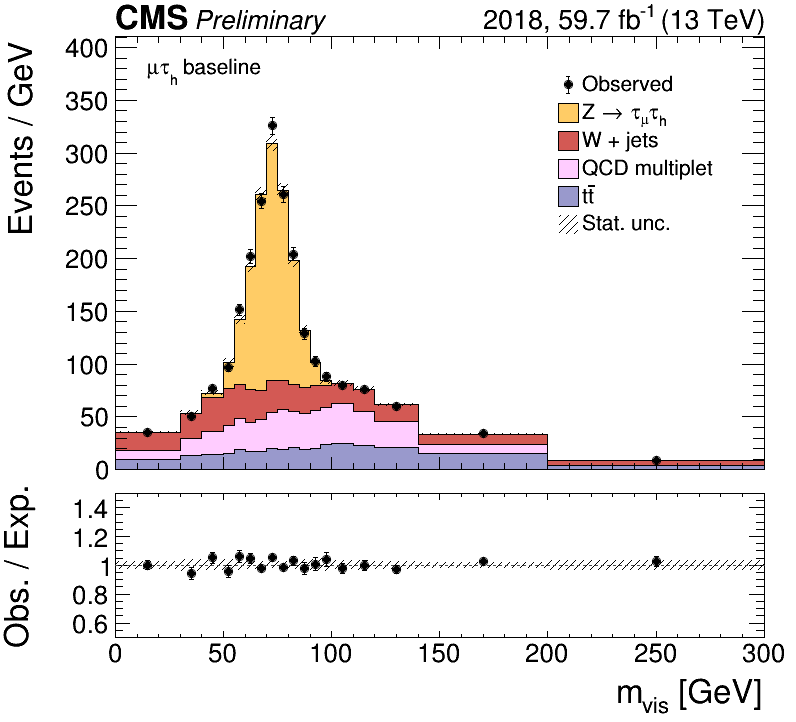 CMS Preliminary 2018, 59.7 fb⁻¹ (13 TeV)
μτₕ baseline
Observed
Z → τ_μτₕ
W + jets
QCD multiplet
tt̄
Stat. unc.
Events / GeV
400
350
300
250
200
150
100
50
0
Obs. / Exp.
1.4
1.2
1
0.8
0.6
0 50 100 150 200 250 300
m_vis [GeV]